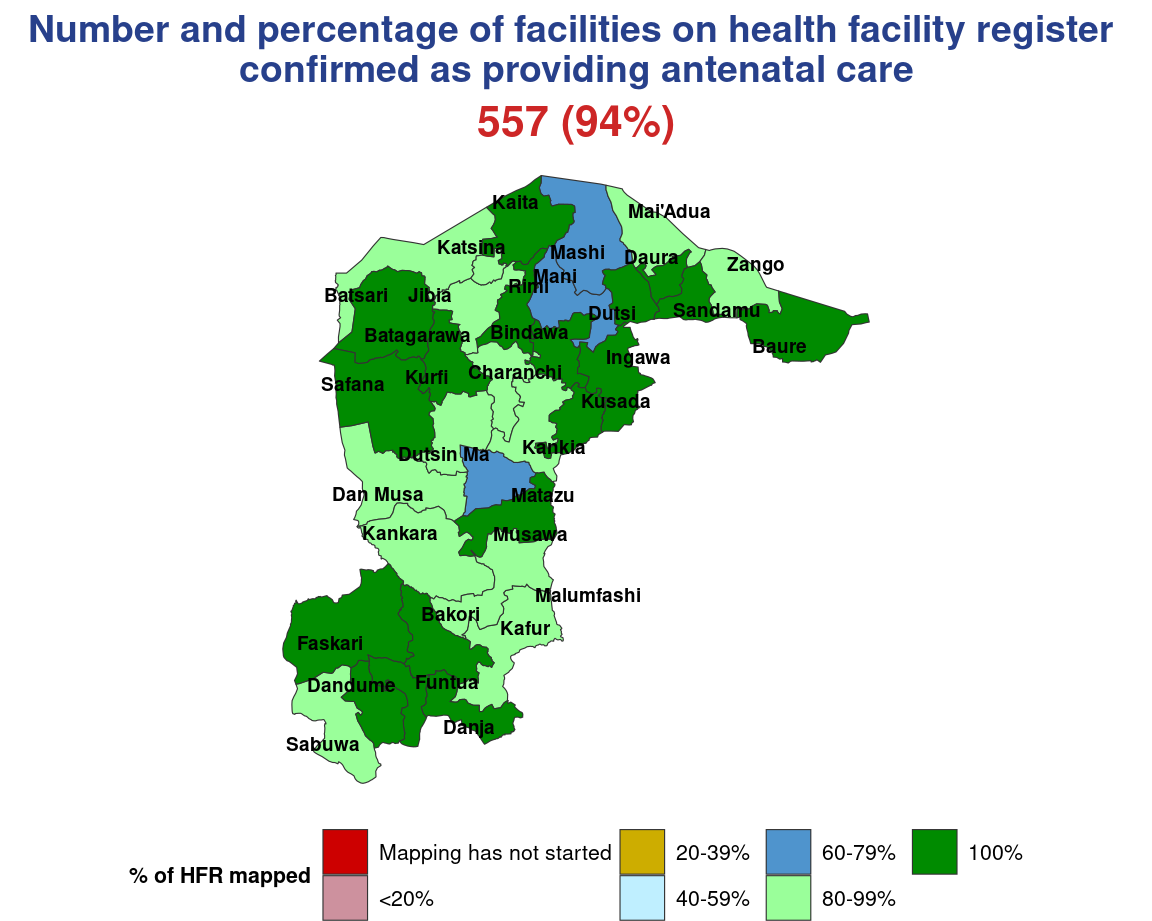 Number and percentage of facilities on health facility register
confirmed as providing antenatal care
557 (94%)
Kaita
Mai'Adua
Katsina
Mashi
Daura
Zango
Mani
Rimi
Batsari
Jibia
Dutsi
Sandamu
Batagarawa
Bindawa
Baure
Ingawa
Charanchi
Kurfi
Safana
Kusada
Kankia
Dutsin Ma
Dan Musa
Matazu
Kankara
Musawa
Malumfashi
Bakori
Kafur
Faskari
Dandume
Funtua
Danja
Sabuwa
% of HFR mapped
Mapping has not started
<20%
20-39%
40-59%
60-79%
80-99%
100%